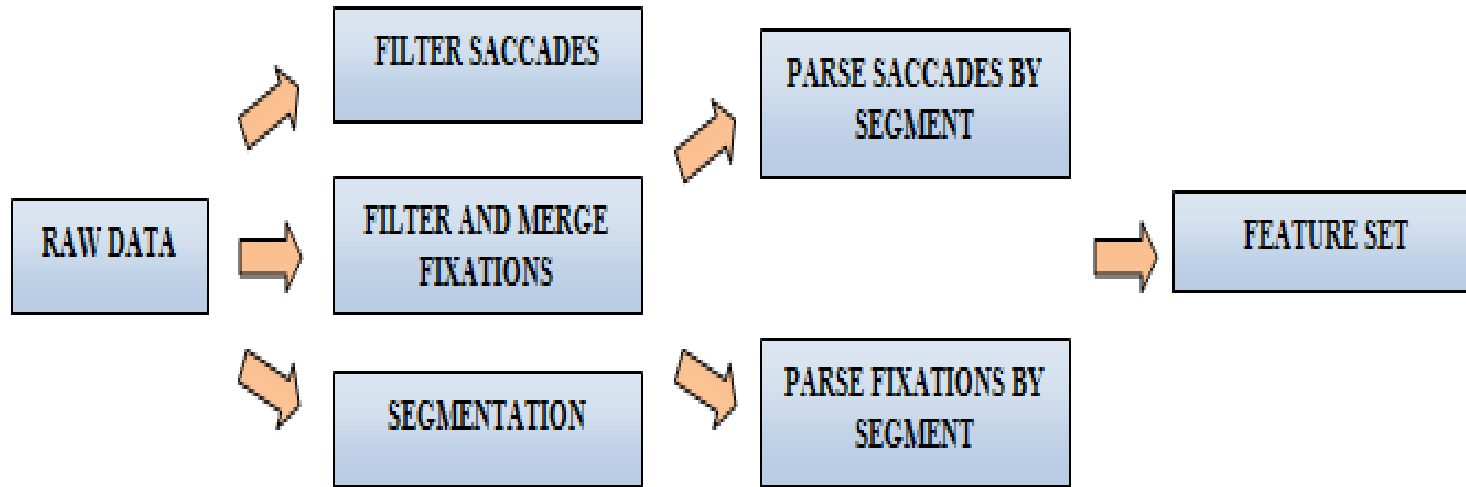 RAW DATA
FILTER SACCADES
FILTER AND MERGE
FIXATIONS
SEGMENTATION
PARSE SACCADES BY
SEGMENT
PARSE FIXATIONS BY
SEGMENT
FEATURE SET